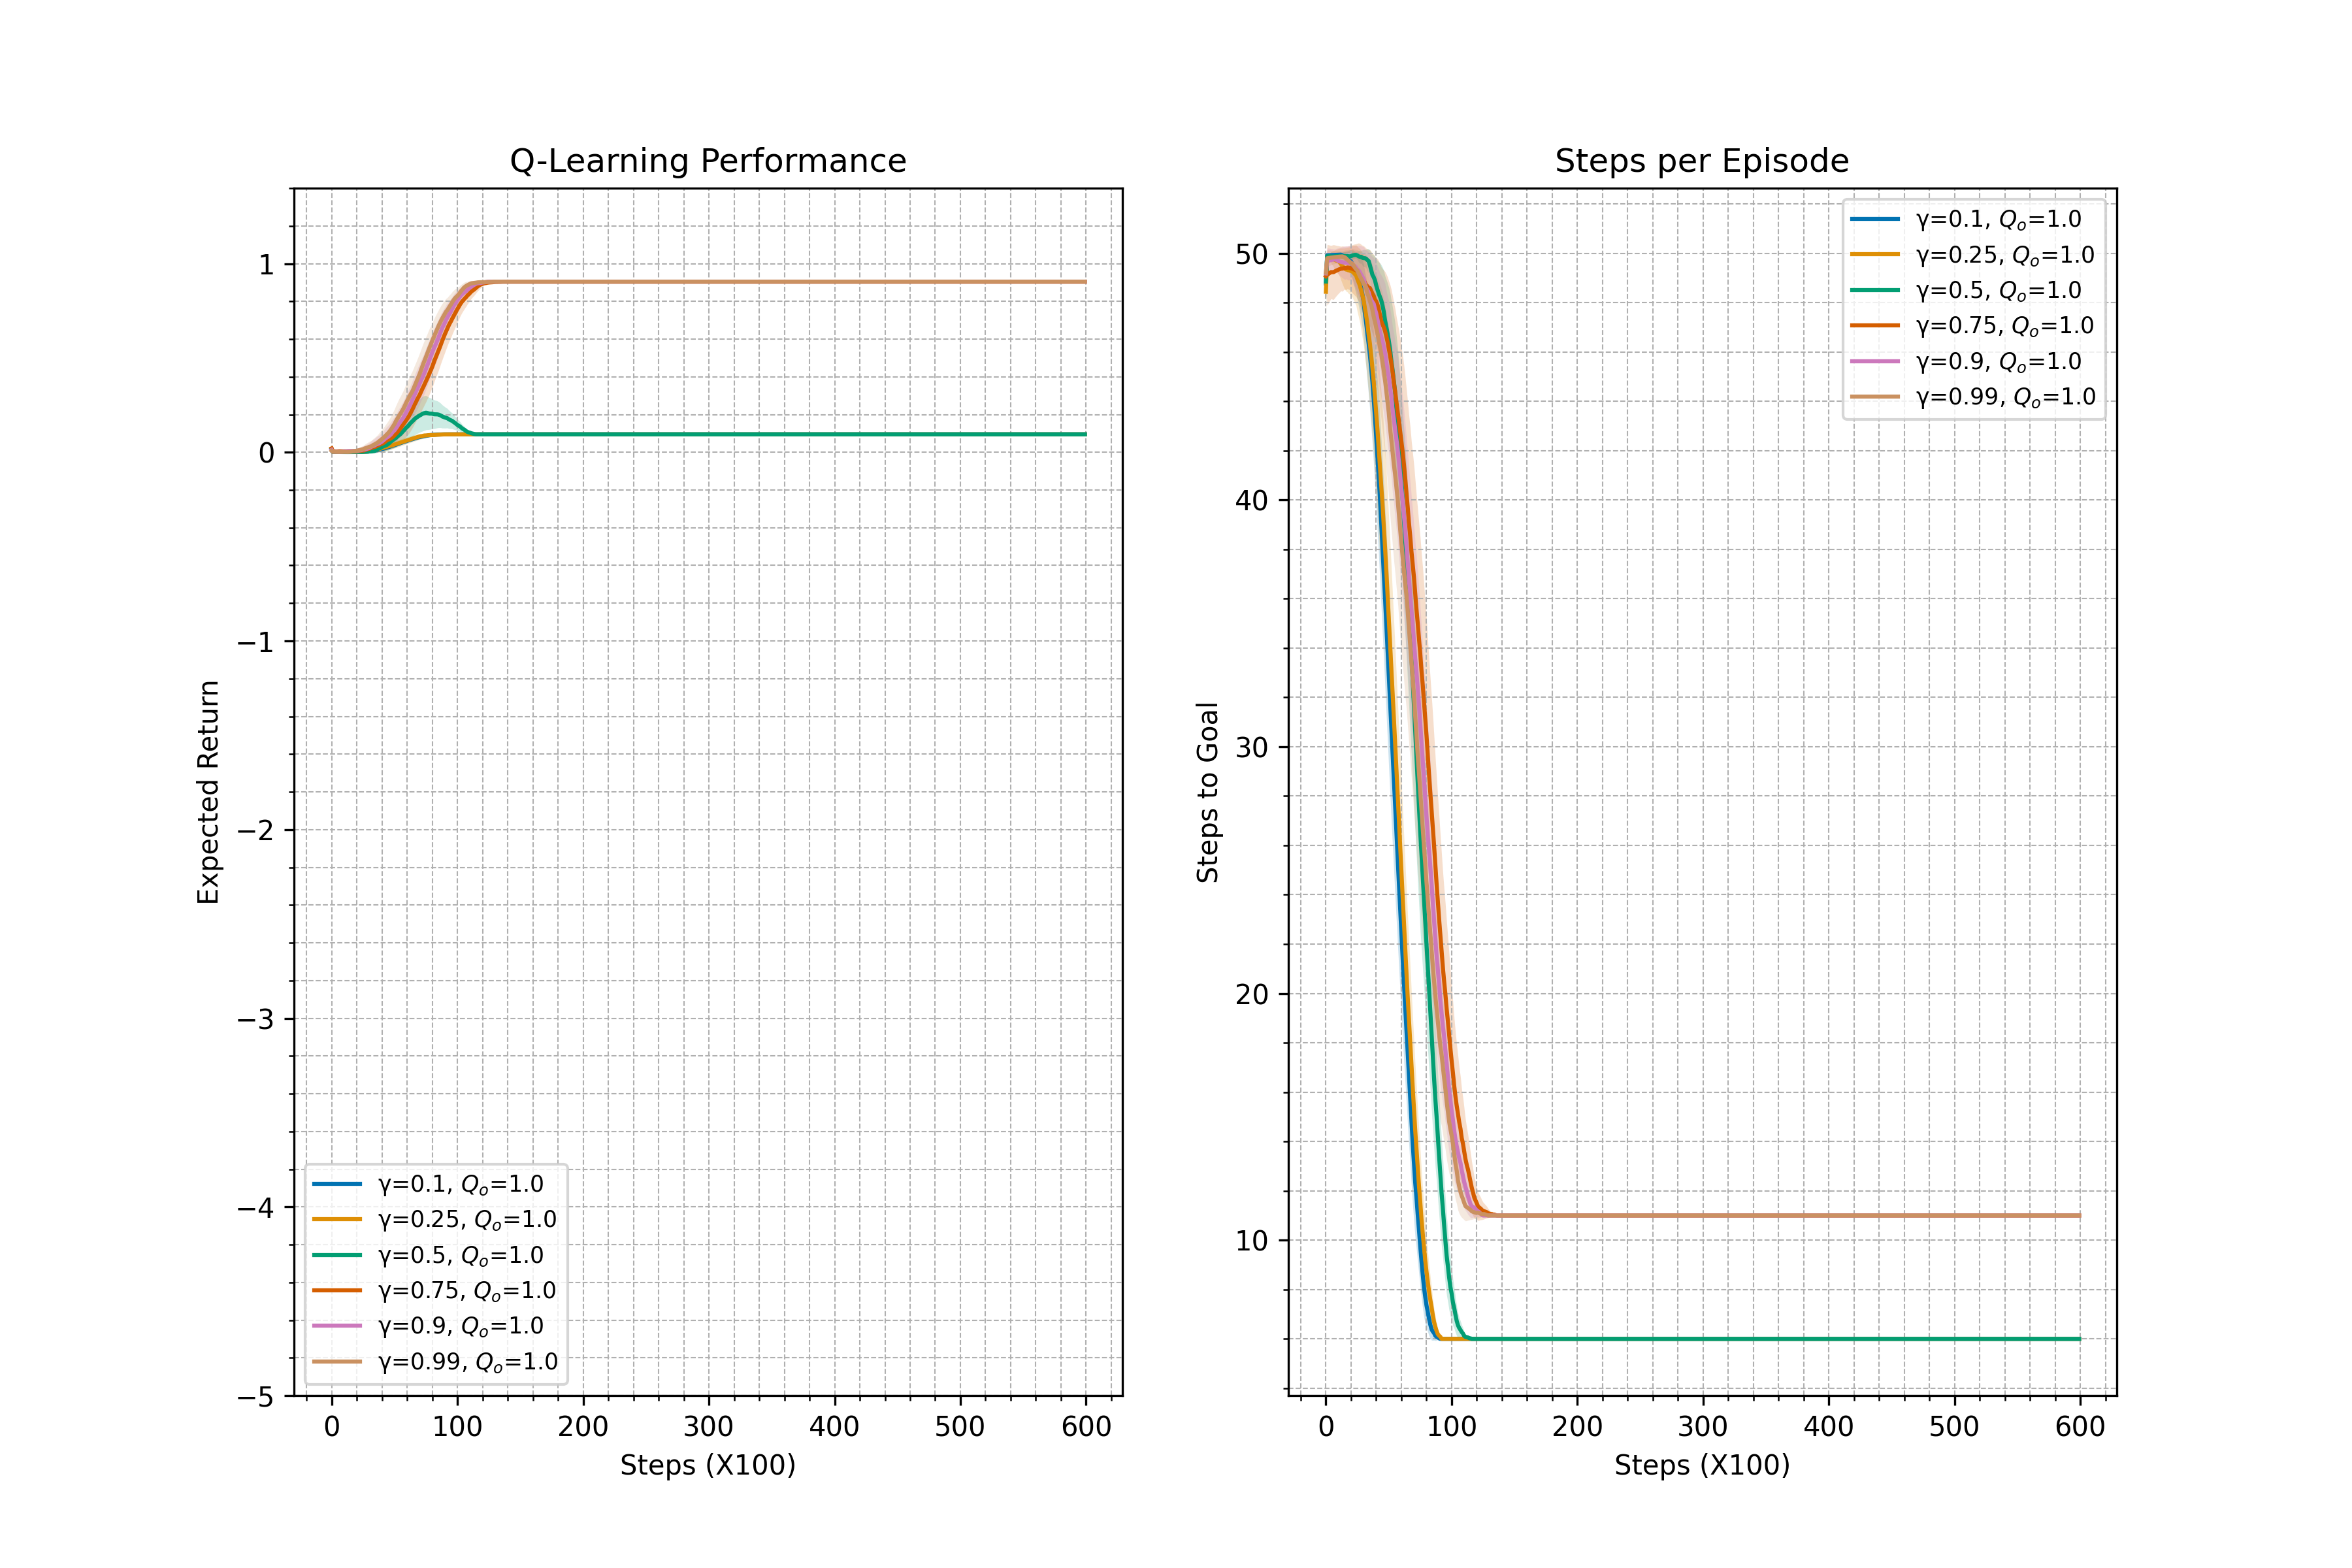 Q-Learning Performance
Expected Return
1
0
−1
−2
−3
−4
−5
0 100 200 300 400 500 600
Steps (X100)
γ=0.1, Qo=1.0
γ=0.25, Qo=1.0
γ=0.5, Qo=1.0
γ=0.75, Qo=1.0
γ=0.9, Qo=1.0
γ=0.99, Qo=1.0
Steps per Episode
Steps to Goal
50
40
30
20
10
0 100 200 300 400 500 600
Steps (X100)
γ=0.1, Qo=1.0
γ=0.25, Qo=1.0
γ=0.5, Qo=1.0
γ=0.75, Qo=1.0
γ=0.9, Qo=1.0
γ=0.99, Qo=1.0